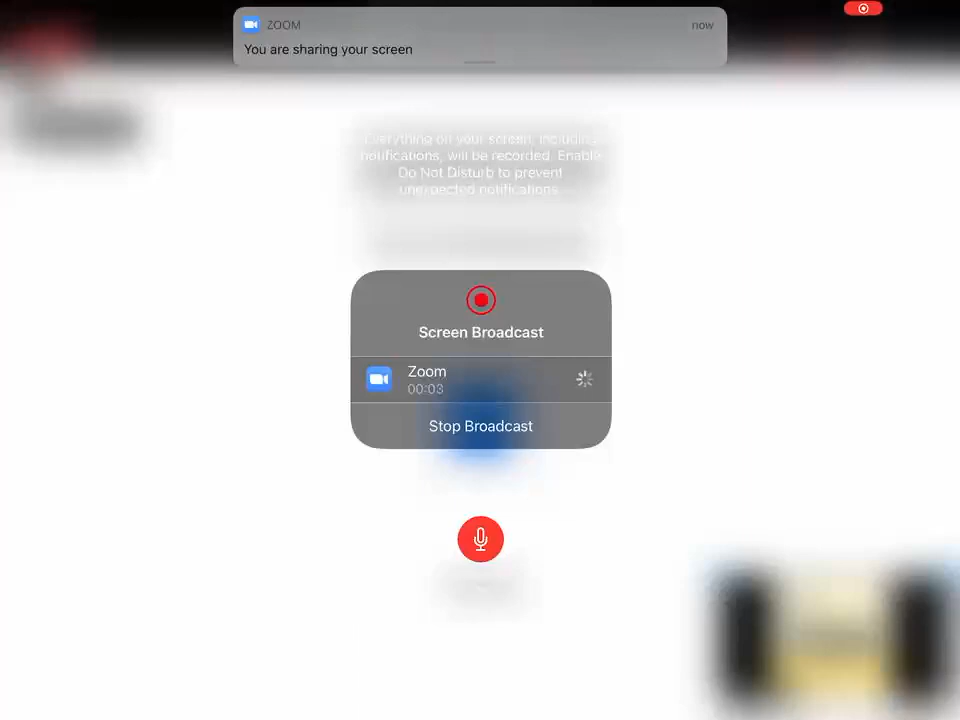 ZOOM
now
You are sharing your screen
Everything on your screen, including
notifications, will be recorded. Enable
Do Not Disturb to prevent
unexpected notifications.
Screen Broadcast
Zoom
00:03
Stop Broadcast